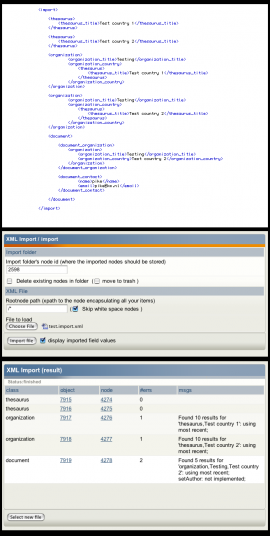 <import>
<thesaurus>
<thesaurus_title>Test country 1</thesaurus_title>
</thesaurus>
<thesaurus>
<thesaurus_title>Test country 2</thesaurus_title>
</thesaurus>
<organization>
<organization_title>Testing</organization_title>
<organization_country>
<thesaurus>
<thesaurus_title>Test country 1</thesaurus_title>
</thesaurus>
</organization_country>
</organization>
<organization>
<organization_title>Testing</organization_title>
<organization_country>
<thesaurus>
<thesaurus_title>Test country 2</thesaurus_title>
</thesaurus>
</organization_country>
</organization>
<document>
<document_organization>
<organization>
<organization_title>Testing</organization_title>
<organization_country>Test country 2</organization_country>
</organization>
</document_organization>
<document_contact>
</document_contact>
</document>
</import>
XML Import / import
Import folder
Import folder's node id (where the imported nodes should be stored)
2598
Delete existing nodes in folder ( move to trash )
XML File
Rootnode path (xpath to the node encapsulating all your items)
/* ( Skip white space nodes )
File to load
Choose File test.import.xml
Import file display imported field values
XML Import (result)
Status:finished
class object node items msgs
thesaurus 7915 4274 0
thesaurus 7916 4275 0
organization 7917 4276 1 Found 10 results for
'thesaurus,Test country 1': using
most recent;
organization 7918 4277 1 Found 10 results for
'thesaurus,Test country 2': using
most recent;
document 7919 4278 2 Found 5 results for
'organization,Testing,Test country
2': using most recent;
setAuthor: not implemented;
Select new file